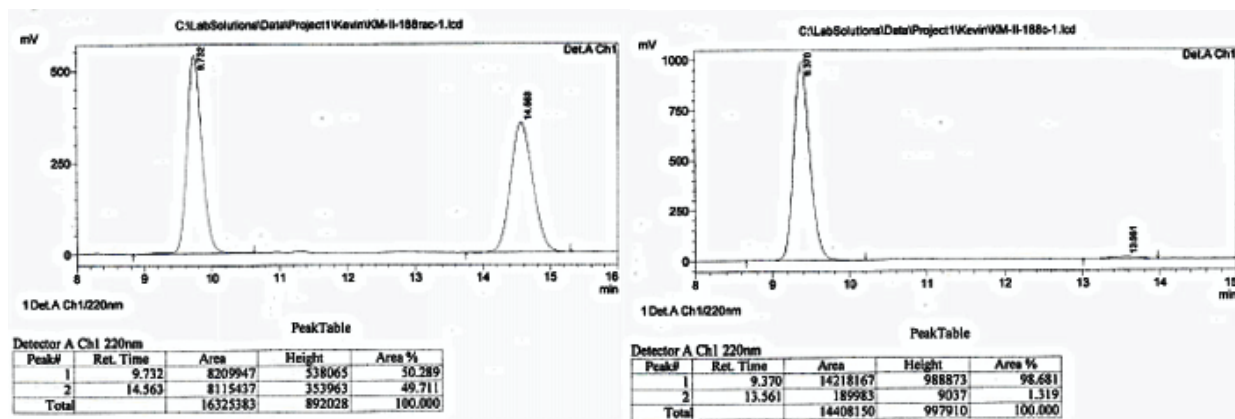 C:\LabSolutions\Data\Project1\Kevin\KM-II-188rac-1.lcd
mV
Det.A Ch1
500
250
0
9.732
14.563
8 9 10 11 12 13 14 15 16
min
1 Det.A Ch1/220nm
PeakTable
Detector A Ch1 220nm
Peak# Ret. Time Area Height Area %
1 9.732 8209947 538065 50.289
2 14.563 8115437 353963 49.711
Total 16325383 892028 100.000
C:\LabSolutions\Data\Project1\Kevin\KM-II-188c-1.lcd
mV
Det.A Ch1
1000
750
500
250
0
9.370
13.561
8 9 10 11 12 13 14 15
min
1 Det.A Ch1/220nm
PeakTable
Detector A Ch1 220nm
Peak# Ret. Time Area Height Area %
1 9.370 14218167 988873 98.681
2 13.561 189983 9037 1.319
Total 14408150 997910 100.000